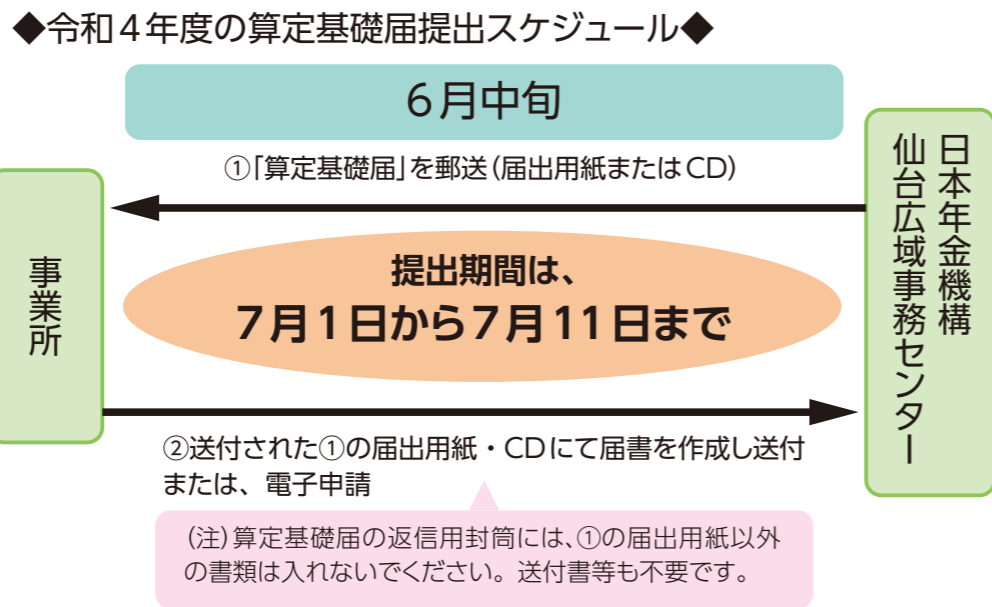 ◆令和４年度の算定基礎届提出スケジュール◆
６月中旬
①｢算定基礎届｣を郵送(届出用紙またはCD)
事業所
提出期間は、
７月１日から７月11日まで
日本年金機構
仙台広域事務センター
②送付された①の届出用紙・CDにて届書を作成し送付
または、電子申請
(注)算定基礎届の返信用封筒には、①の届出用紙以外
の書類は入れないでください。送付書等も不要です。